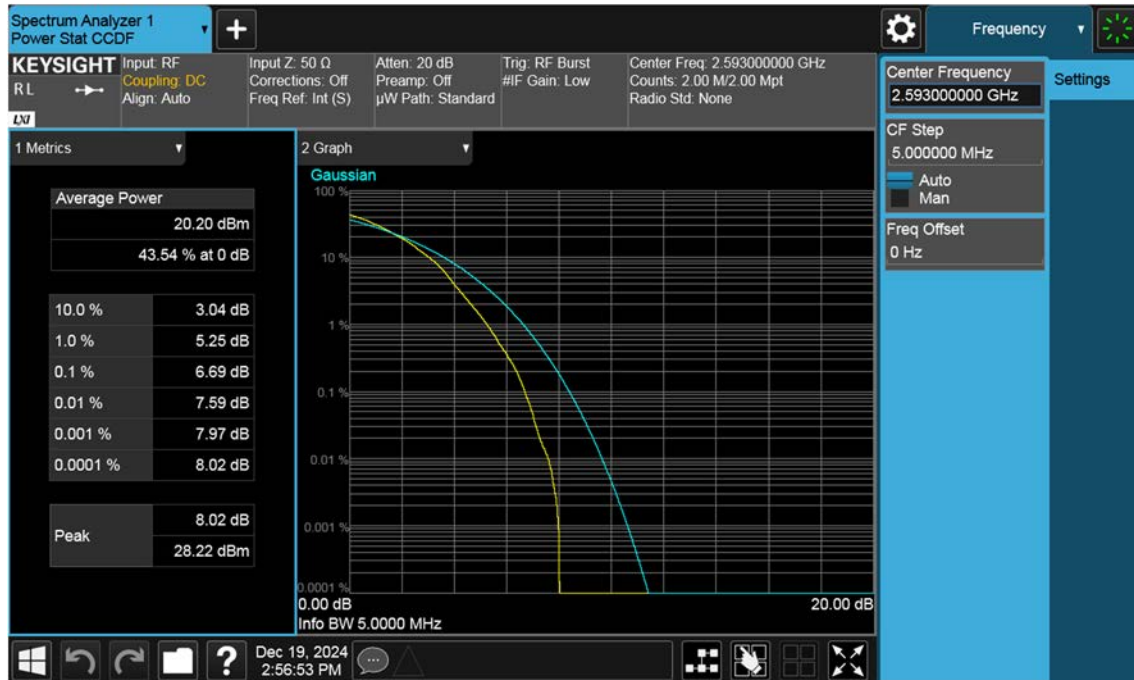 Spectrum Analyzer 1
Power Stat CCDF
Frequency
KEYSIGHT
RL
LXI
Input: RF
Coupling: DC
Align: Auto
Input Z: 50 Ω
Corrections: Off
Freq Ref: Int (S)
Atten: 20 dB
Preamp: Off
µW Path: Standard
Trig: RF Burst
#IF Gain: Low
Center Freq: 2.593000000 GHz
Counts: 2.00 M/2.00 Mpt
Radio Std: None
Center Frequency
2.593000000 GHz
Settings
CF Step
5.000000 MHz
Auto
Man
Freq Offset
0 Hz
1 Metrics
Average Power
20.20 dBm
43.54 % at 0 dB
10.0 % 3.04 dB
1.0 % 5.25 dB
0.1 % 6.69 dB
0.01 % 7.59 dB
0.001 % 7.97 dB
0.0001 % 8.02 dB
Peak
8.02 dB
28.22 dBm
2 Graph
Gaussian
100 %
10 %
1 %
0.1 %
0.01 %
0.001 %
0.0001 %
0.00 dB 20.00 dB
Info BW 5.0000 MHz
?
Dec 19, 2024
2:56:53 PM